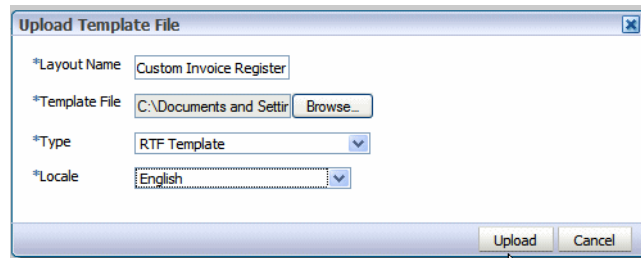 Upload Template File
*Layout Name Custom Invoice Register
*Template File C:\Documents and Settir Browse...
*Type RTF Template
*Locale English
Upload Cancel